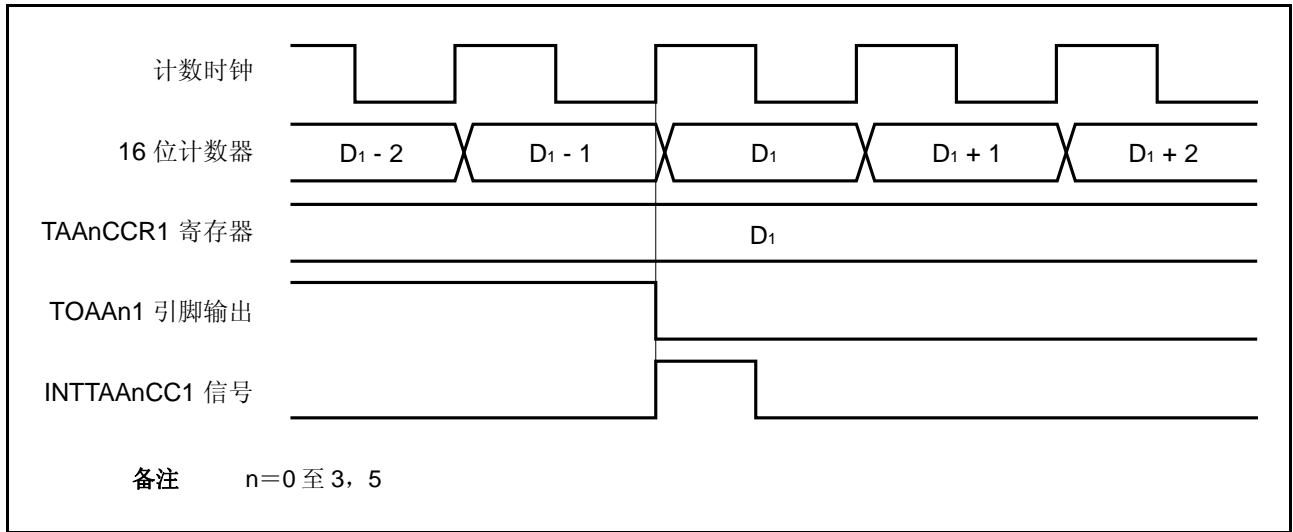 计数时钟
16 位计数器 D₁ - 2 D₁ - 1 D₁ D₁ + 1 D₁ + 2
TAAnCCR1 寄存器 D₁
TOAAn1 引脚输出
INTTAAnCC1 信号
备注 n＝0 至 3，5